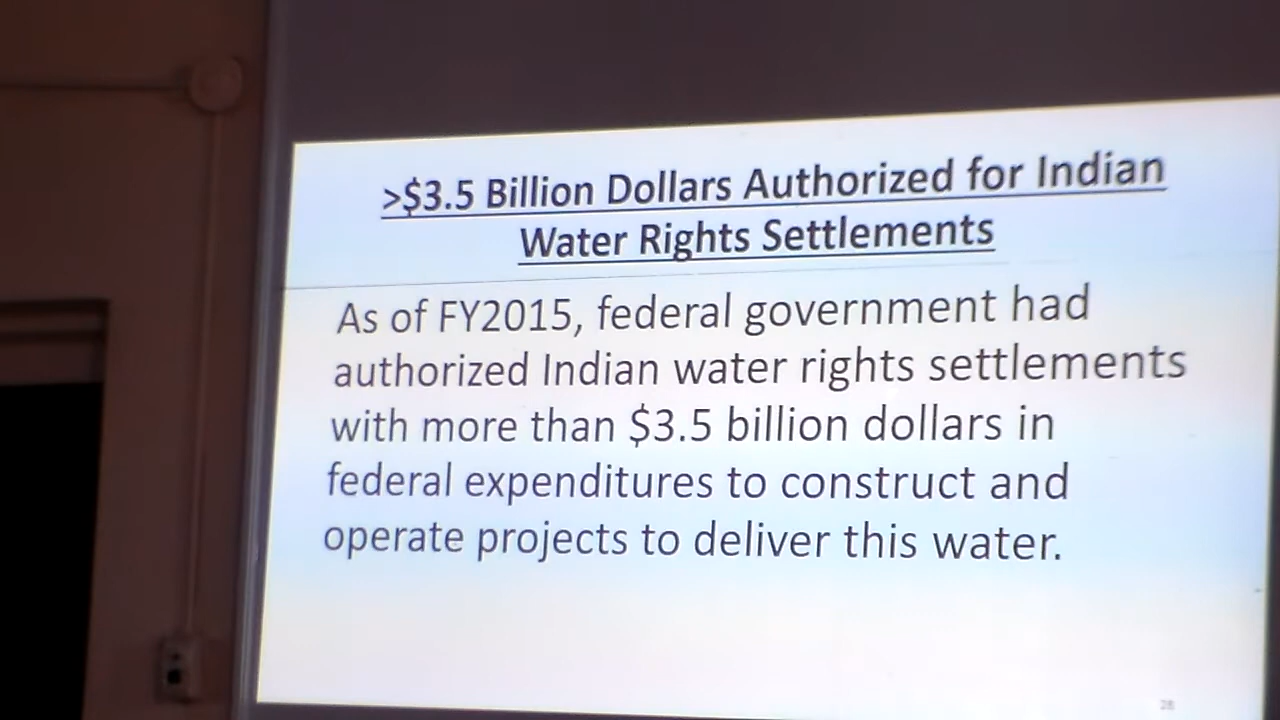 >$3.5 Billion Dollars Authorized for Indian
Water Rights Settlements
As of FY2015, federal government had
authorized Indian water rights settlements
with more than $3.5 billion dollars in
federal expenditures to construct and
operate projects to deliver this water.
28